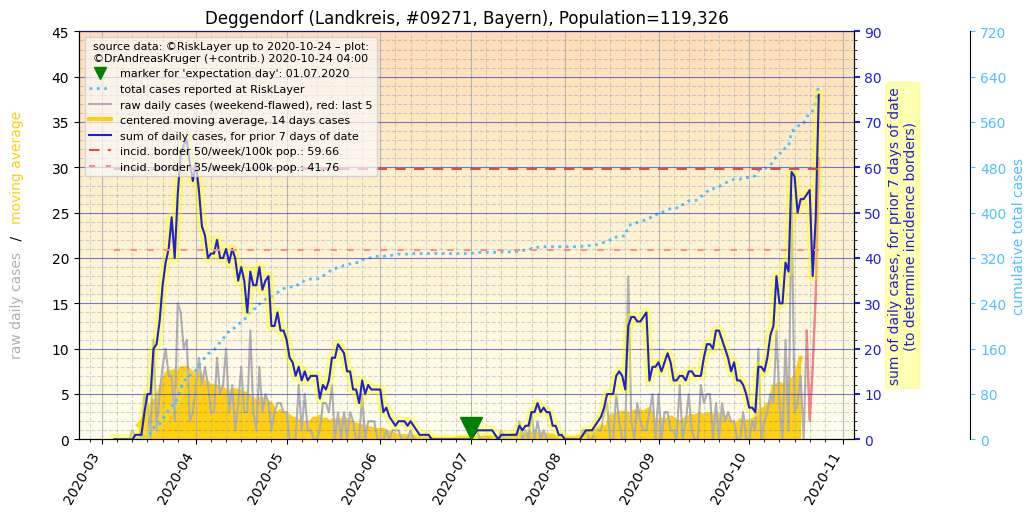 Deggendorf (Landkreis, #09271, Bayern), Population=119,326
source data: ©RiskLayer up to 2020-10-24 – plot:
©DrAndreasKruger (+contrib.) 2020-10-24 04:00
marker for 'expectation day': 01.07.2020
total cases reported at RiskLayer
raw daily cases (weekend-flawed), red: last 5
centered moving average, 14 days cases
sum of daily cases, for prior 7 days of date
incid. border 50/week/100k pop.: 59.66
incid. border 35/week/100k pop.: 41.76
raw daily cases / moving average
45
40
35
30
25
20
15
10
5
0
2020-03
2020-04
2020-05
2020-06
2020-07
2020-08
2020-09
2020-10
2020-11
90
80
70
60
50
40
30
20
10
0
sum of daily cases, for prior 7 days of date
(to determine incidence borders)
720
640
560
480
400
320
240
160
80
0
cumulative total cases